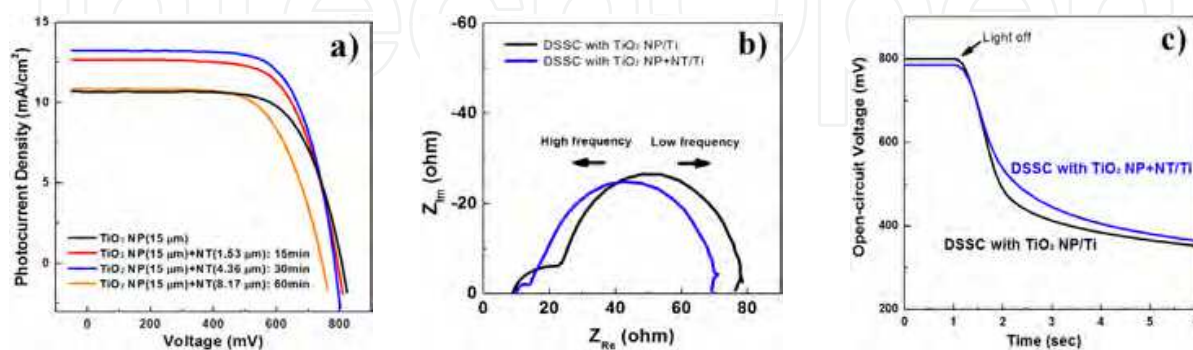 a)
15
10
5
0
Photocurrent Density (mA/cm²)
TiO₂ NP(15 μm)
TiO₂ NP(15 μm)+NT(1.53 μm): 15min
TiO₂ NP(15 μm)+NT(4.36 μm): 30min
TiO₂ NP(15 μm)+NT(8.17 μm): 60min
0 200 400 600 800
Voltage (mV)
b)
-60
-40
-20
0
Z_Im (ohm)
DSSC with TiO₂ NP/Ti
DSSC with TiO₂ NP+NT/Ti
High frequency
Low frequency
0 20 40 60 80
Z_Re (ohm)
c)
800
600
400
200
Open-circuit Voltage (mV)
Light off
DSSC with TiO₂ NP+NT/Ti
DSSC with TiO₂ NP/Ti
0 1 2 3 4 5
Time (sec)